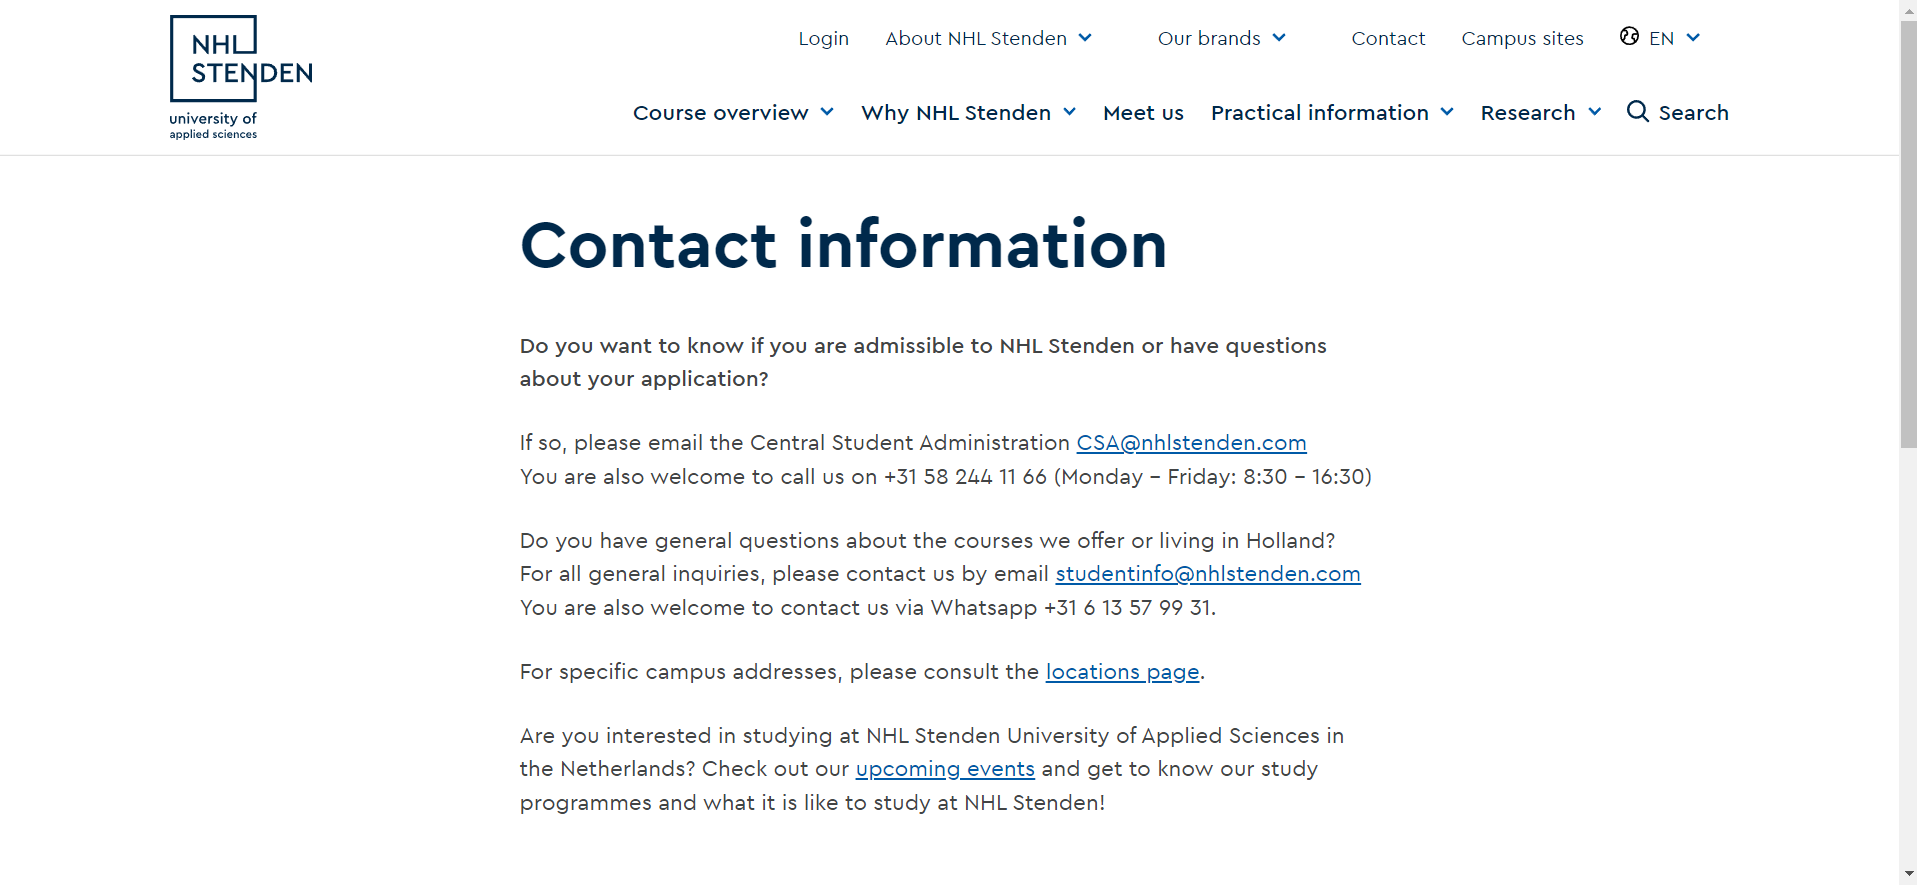 NHL
STENDEN
university of
applied sciences
Login About NHL Stenden Our brands Contact Campus sites EN
Course overview Why NHL Stenden Meet us Practical information Research Search
Contact information
Do you want to know if you are admissible to NHL Stenden or have questions
about your application?
If so, please email the Central Student Administration CSA@nhlstenden.com
You are also welcome to call us on +31 58 244 11 66 (Monday – Friday: 8:30 – 16:30)
Do you have general questions about the courses we offer or living in Holland?
For all general inquiries, please contact us by email studentinfo@nhlstenden.com
You are also welcome to contact us via Whatsapp +31 6 13 57 99 31.
For specific campus addresses, please consult the locations page.
Are you interested in studying at NHL Stenden University of Applied Sciences in
the Netherlands? Check out our upcoming events and get to know our study
programmes and what it is like to study at NHL Stenden!